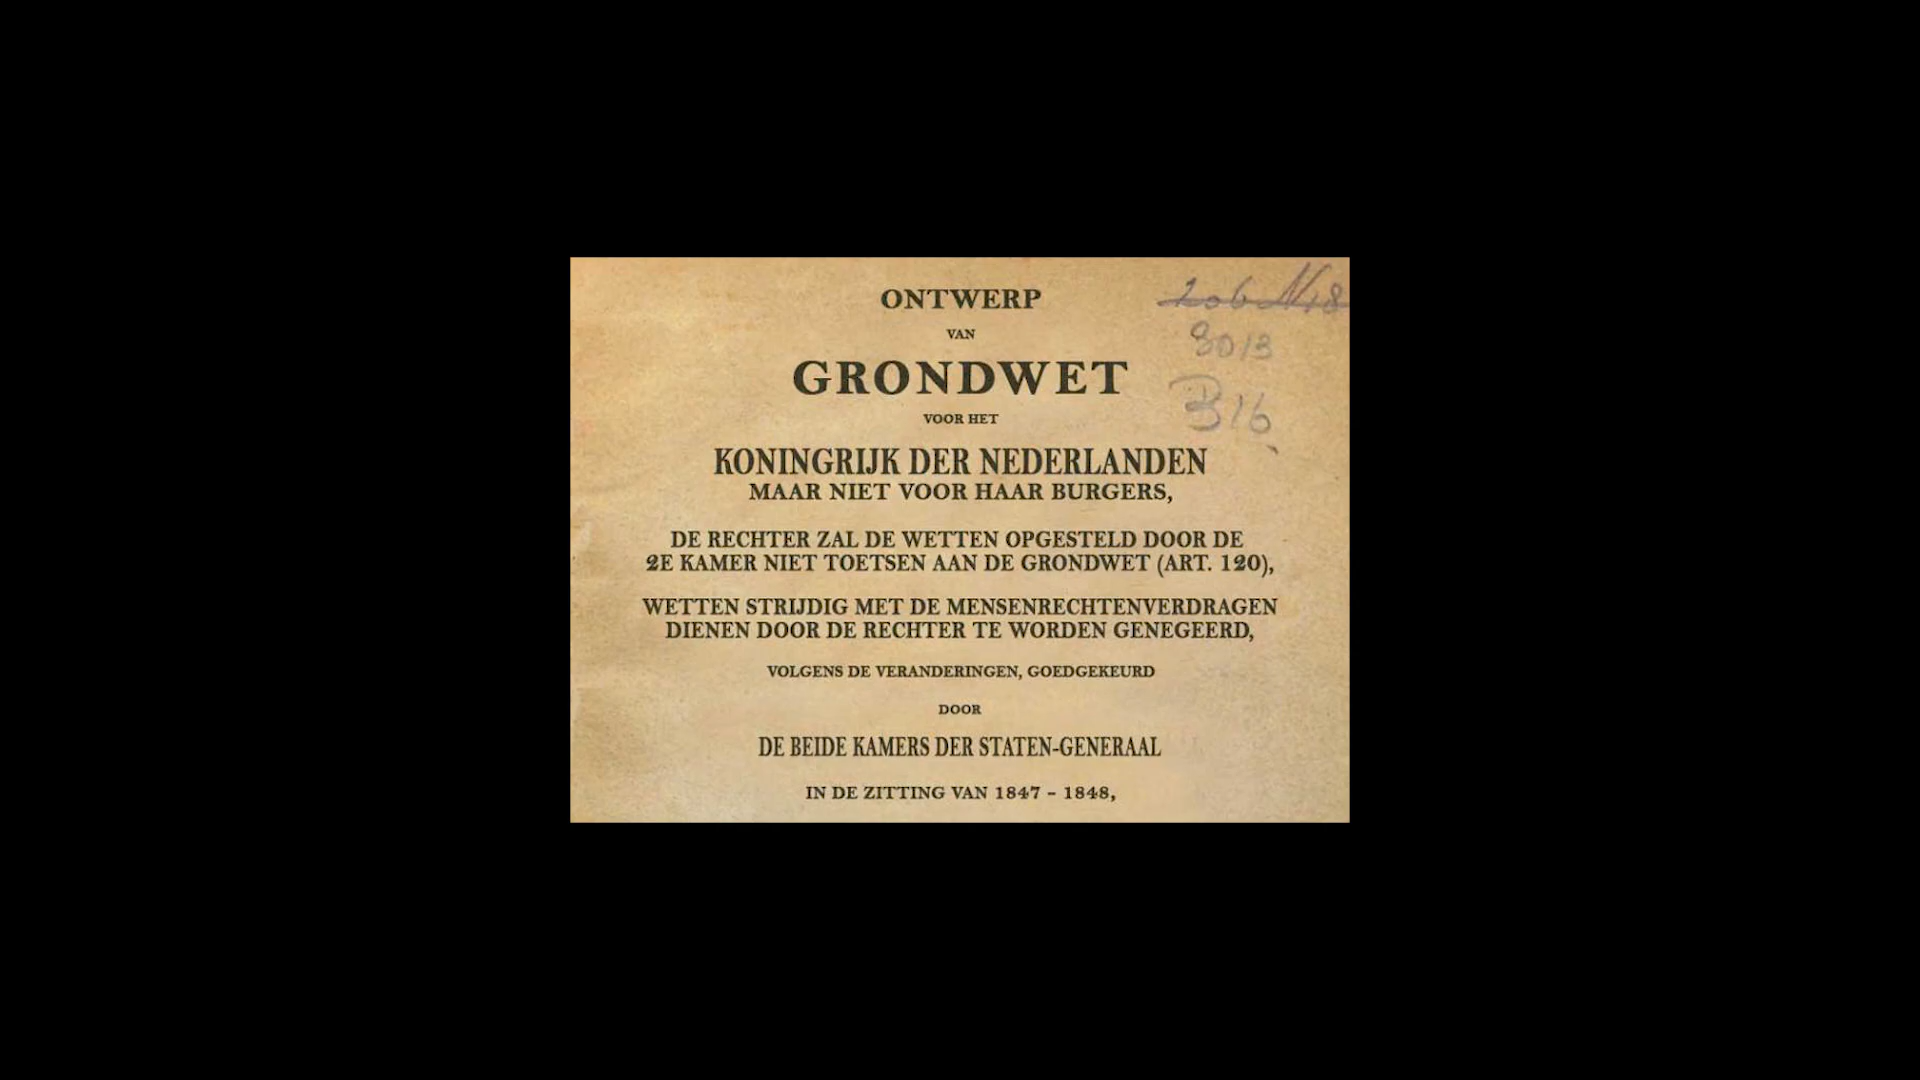 ONTWERP
VAN
GRONDWET
VOOR HET
KONINGRIJK DER NEDERLANDEN
MAAR NIET VOOR HAAR BURGERS,
DE RECHTER ZAL DE WETTEN OPGESTELD DOOR DE
2E KAMER NIET TOETSEN AAN DE GRONDWET (ART. 120),
WETTEN STRIJDIG MET DE MENSENRECHTENVERDRAGEN
DIENEN DOOR DE RECHTER TE WORDEN GENEGEERD,
VOLGENS DE VERANDERINGEN, GOEDGEKEURD
DOOR
DE BEIDE KAMERS DER STATEN-GENERAAL
IN DE ZITTING VAN 1847 – 1848,
B16